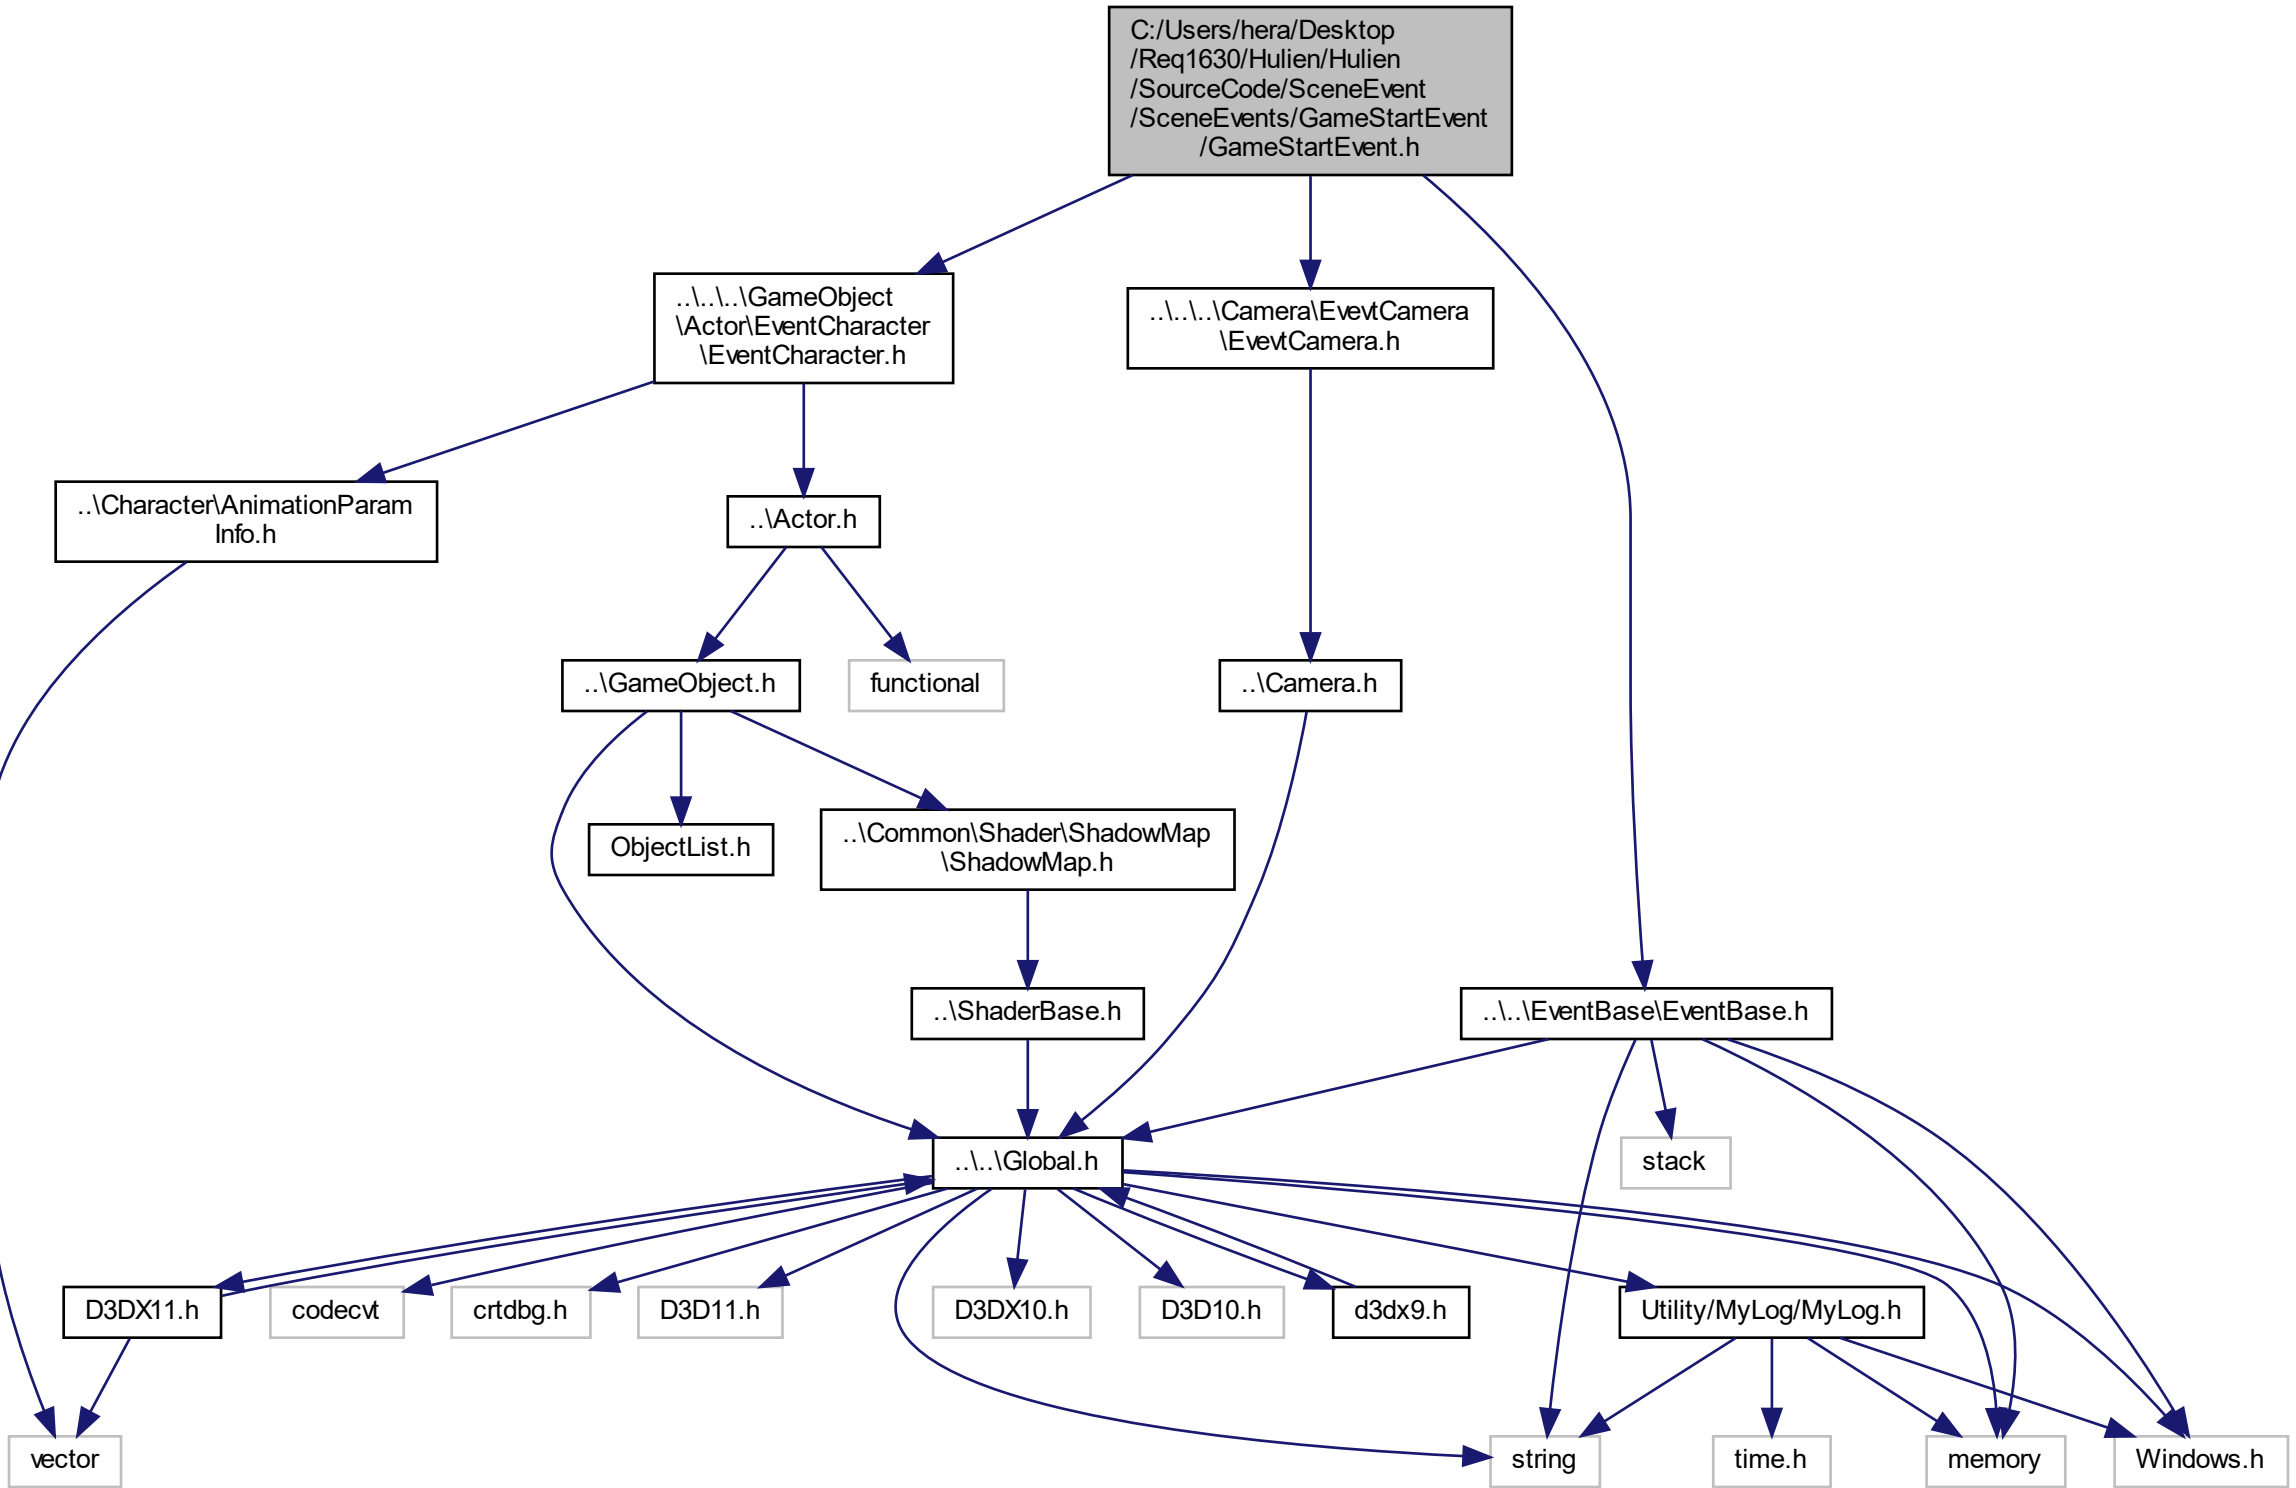 C:/Users/hera/Desktop
/Req1630/Hulien/Hulien
/SourceCode/SceneEvent
/SceneEvents/GameStartEvent
/GameStartEvent.h
..\..\..\GameObject
\Actor\EventCharacter
\EventCharacter.h
..\..\..\Camera\EvevtCamera
\EvevtCamera.h
..\Character\AnimationParam
Info.h
..\Actor.h
..\GameObject.h
functional
..\Camera.h
ObjectList.h
..\Common\Shader\ShadowMap
\ShadowMap.h
..\ShaderBase.h
..\..\EventBase\EventBase.h
..\..\Global.h
stack
D3DX11.h
codecvt
crtdbg.h
D3D11.h
D3DX10.h
D3D10.h
d3dx9.h
Utility/MyLog/MyLog.h
vector
string
time.h
memory
Windows.h